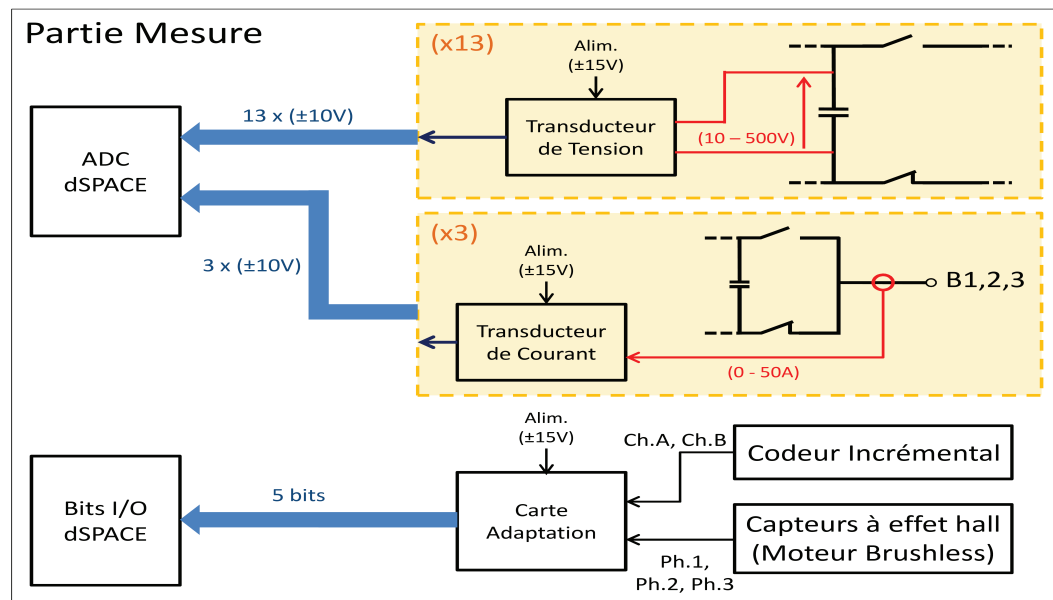 Partie Mesure
(x13)
Alim.
(±15V)
13 x (±10V)
ADC
dSPACE
Transducteur
de Tension
(10 – 500V)
(x3)
Alim.
(±15V)
3 x (±10V)
B1,2,3
Transducteur
de Courant
(0 - 50A)
Alim.
(±15V)
Ch.A, Ch.B
Codeur Incrémental
5 bits
Bits I/O
dSPACE
Carte
Adaptation
Capteurs à effet hall
(Moteur Brushless)
Ph.1,
Ph.2, Ph.3